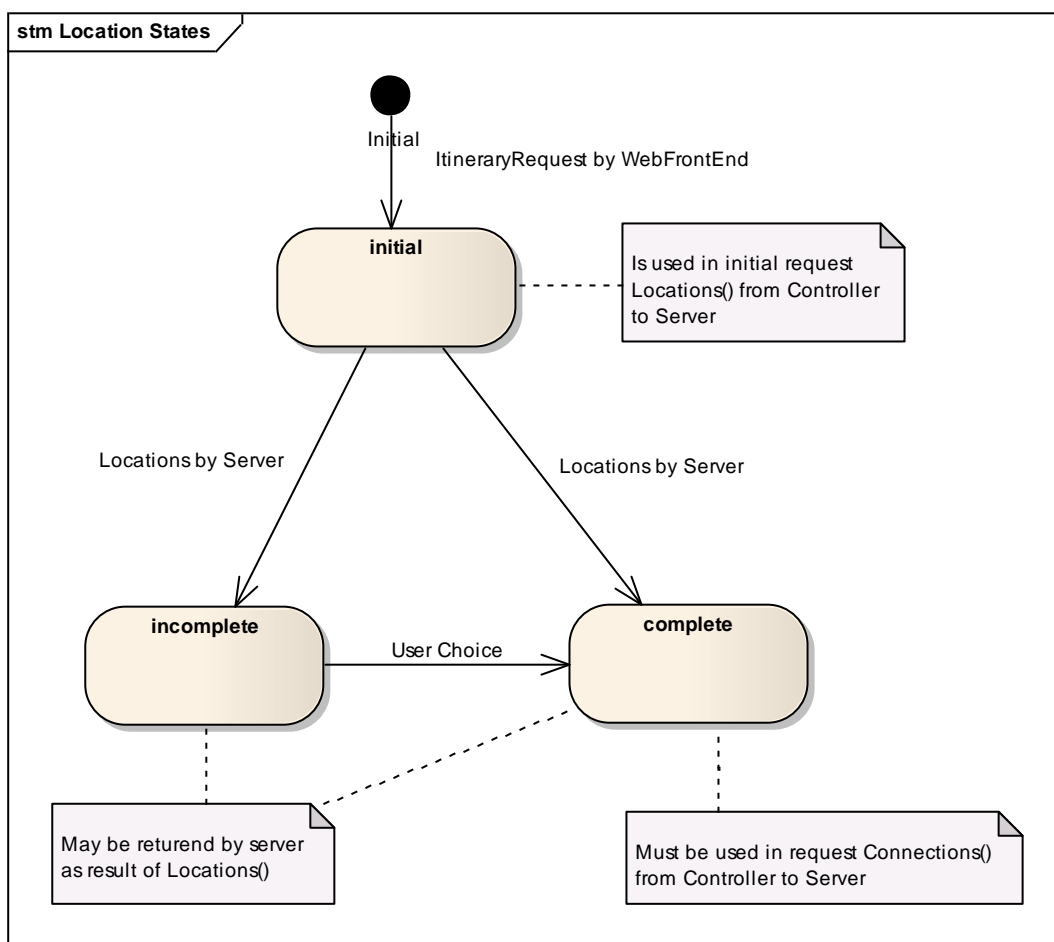 stm Location States
Initial
ItineraryRequest by WebFrontEnd
initial
Is used in initial request
Locations() from Controller
to Server
Locations by Server
Locations by Server
incomplete
User Choice
complete
May be returend by server
as result of Locations()
Must be used in request Connections()
from Controller to Server